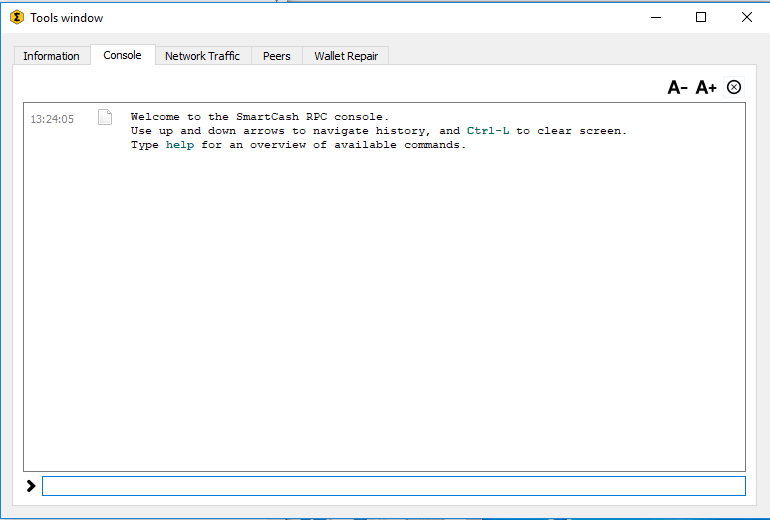 Tools window
Information Console Network Traffic Peers Wallet Repair
A- A+
13:24:05 Welcome to the SmartCash RPC console.
Use up and down arrows to navigate history, and Ctrl-L to clear screen.
Type help for an overview of available commands.